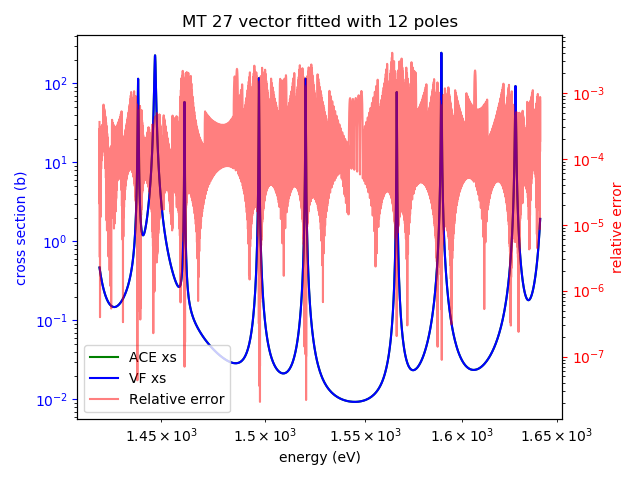 MT 27 vector fitted with 12 poles
10²
10¹
10⁰
10⁻¹
10⁻²
cross section (b)
10⁻³
10⁻⁴
10⁻⁵
10⁻⁶
10⁻⁷
relative error
ACE xs
VF xs
Relative error
1.45 × 10³ 1.5 × 10³ 1.55 × 10³ 1.6 × 10³ 1.65 × 10³
energy (eV)